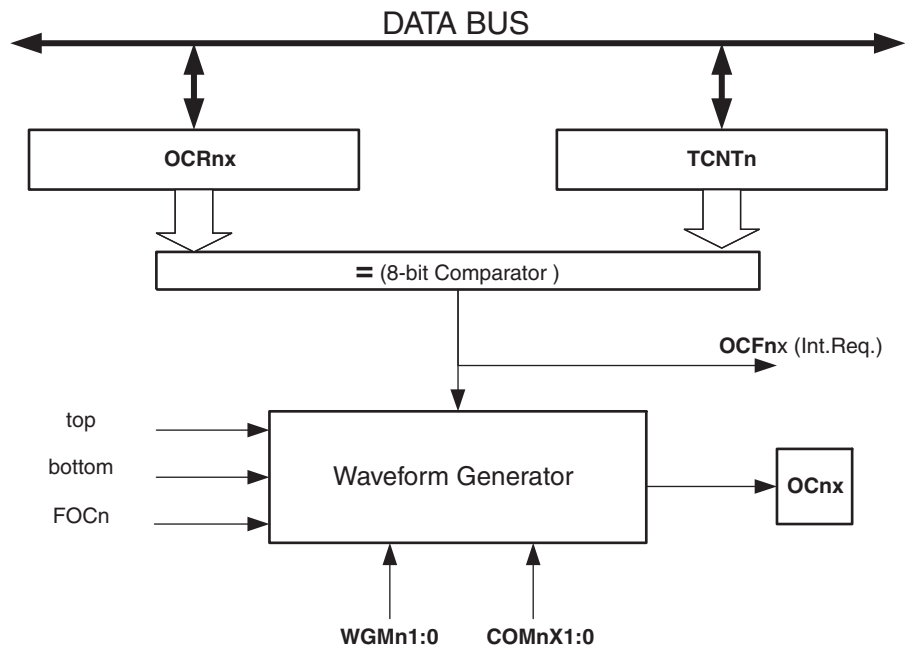 DATA BUS
OCRnx
TCNTn
= (8-bit Comparator )
OCFnx (Int.Req.)
top
bottom
FOCn
Waveform Generator
OCnx
WGMn1:0
COMnX1:0